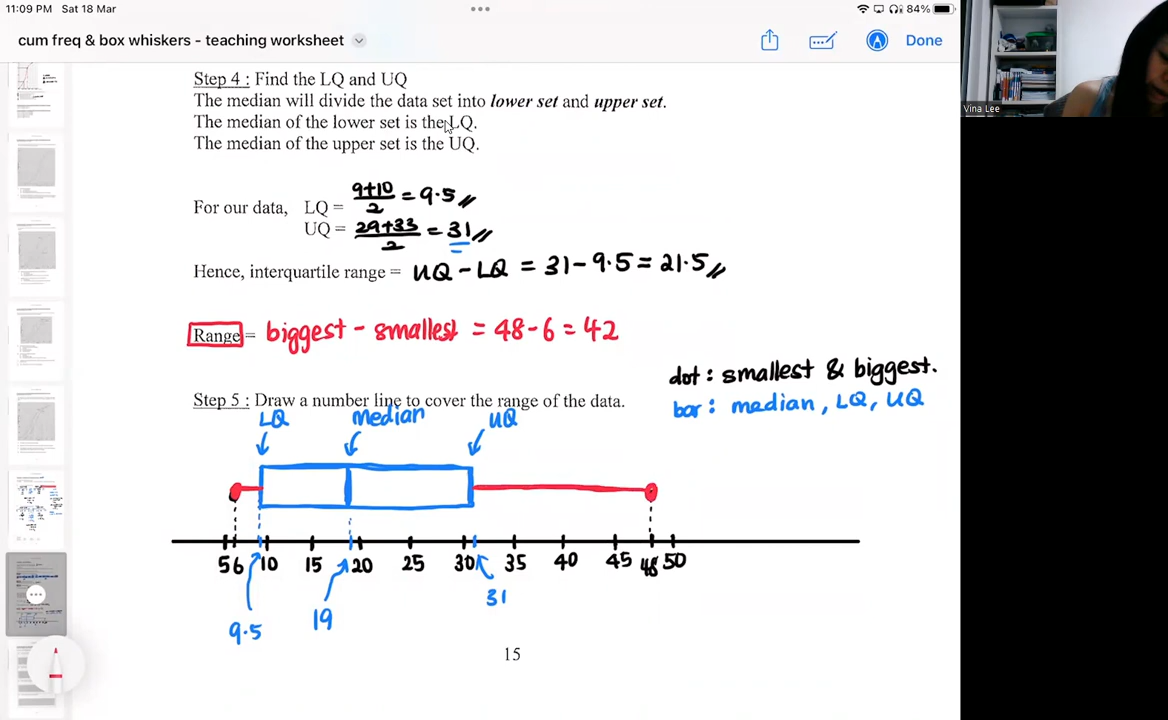 11:09 PM Sat 18 Mar
84%
cum freq & box whiskers - teaching worksheet
Done
Vina Lee
Step 4 : Find the LQ and UQ
The median will divide the data set into lower set and upper set.
The median of the lower set is the LQ.
The median of the upper set is the UQ.
For our data, LQ = 9+10/2 = 9.5
UQ = 29+33/2 = 31
Hence, interquartile range = UQ - LQ = 31 - 9.5 = 21.5
Range = biggest - smallest = 48 - 6 = 42
dot : smallest & biggest.
bar : median, LQ, UQ
Step 5 : Draw a number line to cover the range of the data.
LQ median UQ
5 6 10 15 20 25 30 35 40 45 48 50
9.5 19 31
15